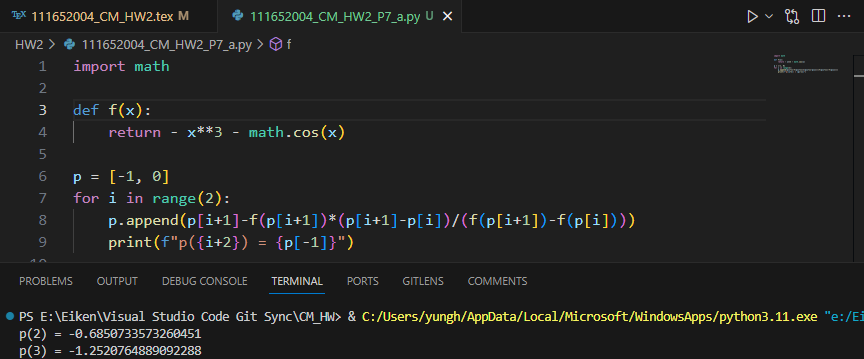 TEX 111652004_CM_HW2.tex M 111652004_CM_HW2_P7_a.py U
HW2 > 111652004_CM_HW2_P7_a.py > f
1 import math
2
3 def f(x):
4 return - x**3 - math.cos(x)
5
6 p = [-1, 0]
7 for i in range(2):
8 p.append(p[i+1]-f(p[i+1])*(p[i+1]-p[i])/(f(p[i+1])-f(p[i])))
9 print(f"p({i+2}) = {p[-1]}")
10
PROBLEMS OUTPUT DEBUG CONSOLE TERMINAL PORTS GITLENS COMMENTS
PS E:\Eiken\Visual Studio Code Git Sync\CM_HW> & C:/Users/yungh/AppData/Local/Microsoft/WindowsApps/python3.11.exe "e:/Ei
p(2) = -0.6850733573260451
p(3) = -1.2520764889092288